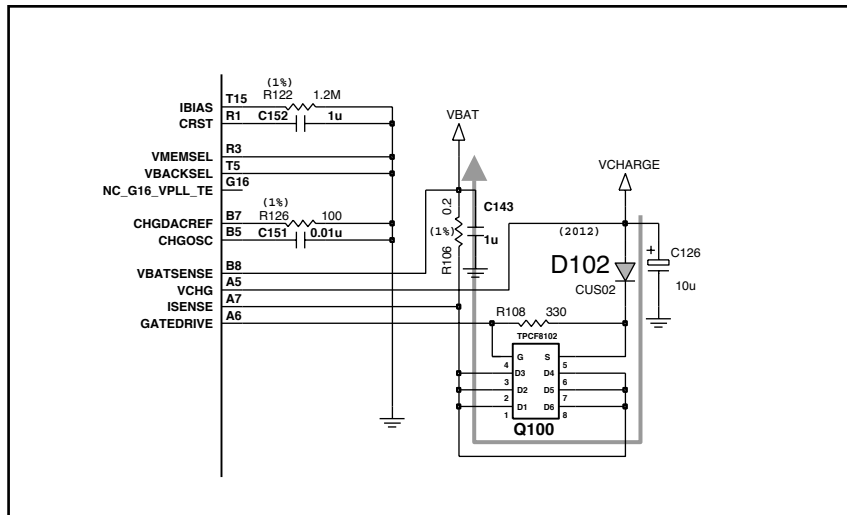 (1%)
IBIAS T15 R122 1.2M
CRST R1 C152 1u
VBAT
VMEMSEL R3
VBACKSEL T5
VCHARGE
NC_G16_VPLL_TE G16
(1%)
0.2 C143
CHGDACREF B7 R126 100
(1%) (2012)
CHGOSC B5 C151 0.01u
1u
R106
D102 + C126
VBATSENSE B8
VCHG A5 CUS02 10u
ISENSE A7
GATEDRIVE A6 R108 330
TPCF8102
G S
4 5
D3 D4
3 6
D2 D5
2 7
D1 D6
1 8
Q100